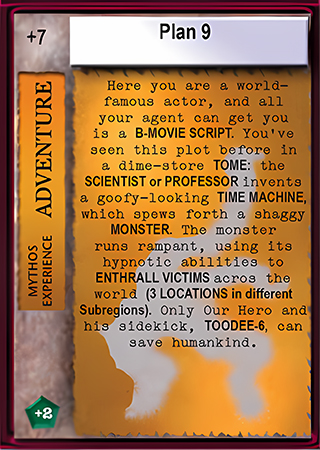 +7
Plan 9
MYTHOS
EXPERIENCE
ADVENTURE
Here you are a world-
famous actor, and all
your agent can get you
is a B-MOVIE SCRIPT. You've
seen this plot before in
a dime-store TOME: the
SCIENTIST or PROFESSOR invents
a goofy-looking TIME MACHINE,
which spews forth a shaggy
MONSTER. The monster
runs rampant, using its
hypnotic abilities to
ENTHRALL VICTIMS acros the
world (3 LOCATIONS in different
Subregions). Only Our Hero and
his sidekick, TOODEE-6, can
save humankind.
+2